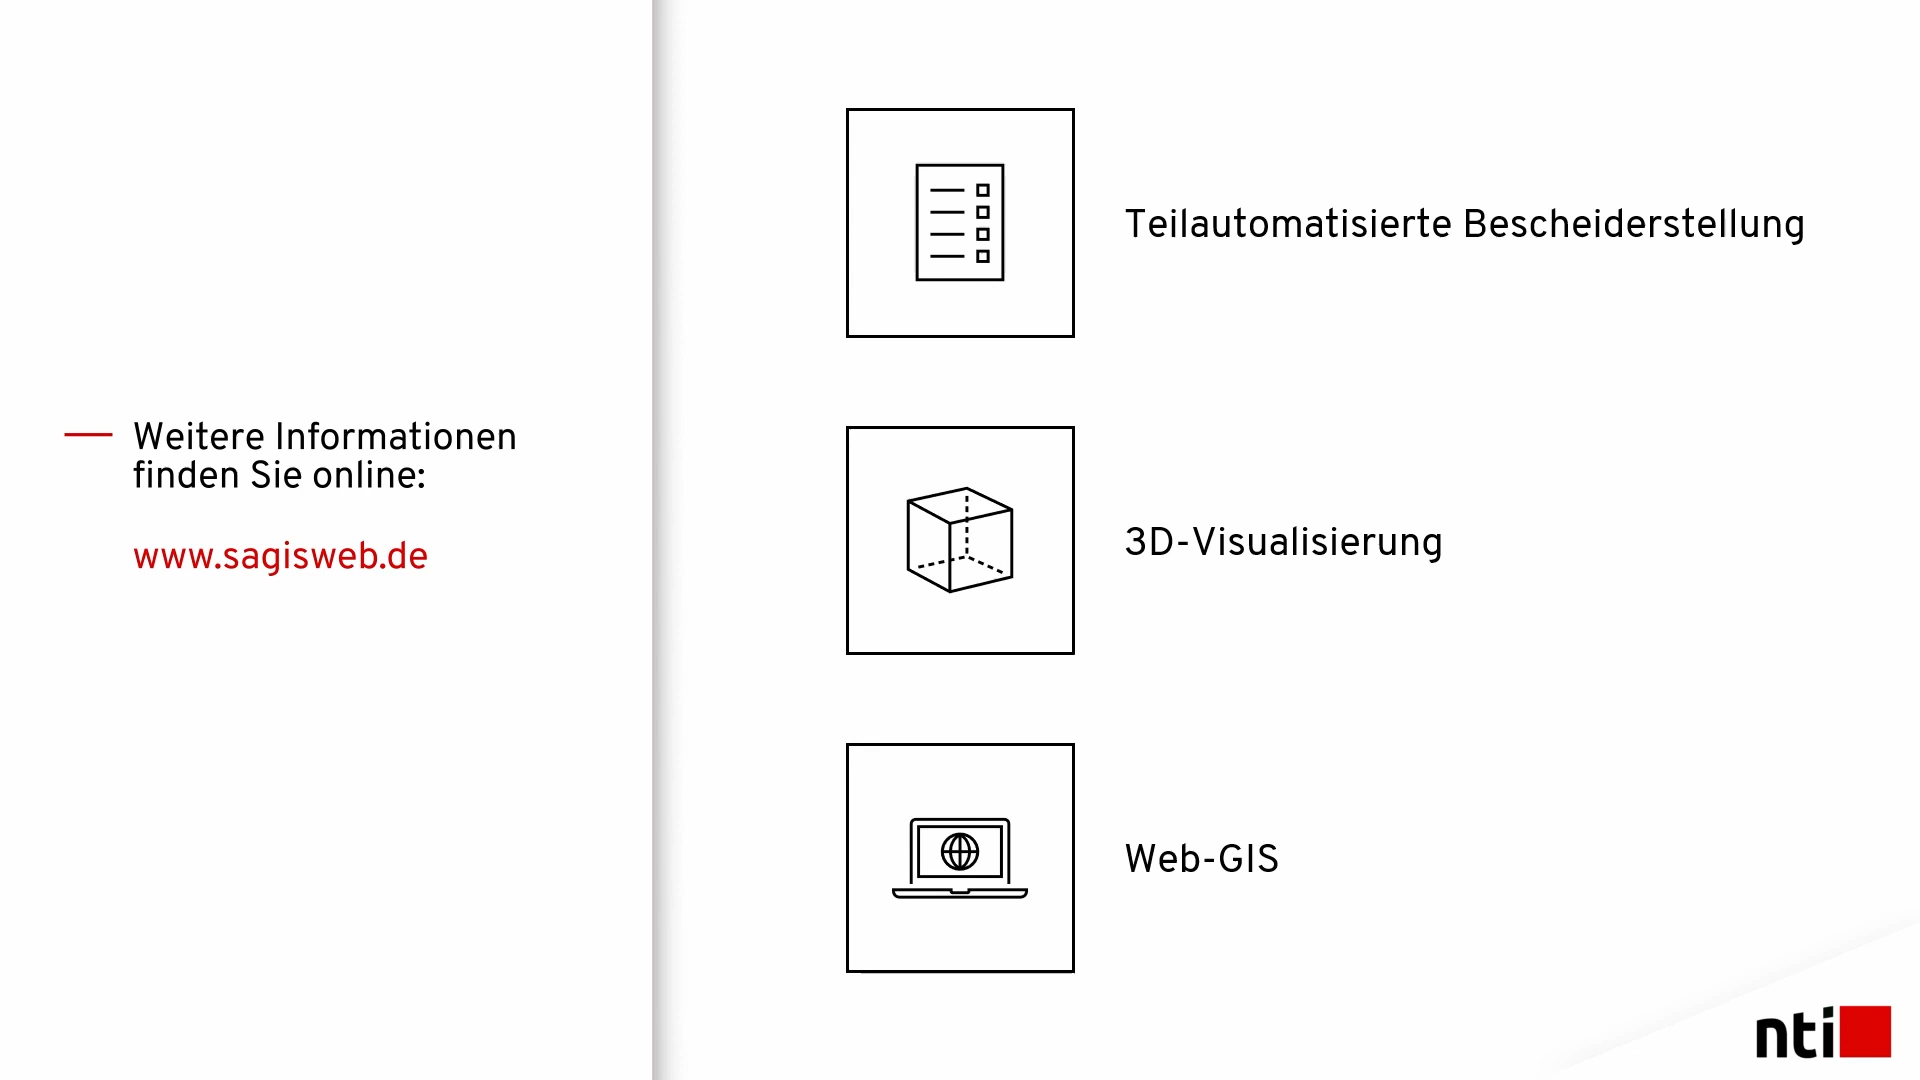 Weitere Informationen
finden Sie online:
www.sagisweb.de
Teilautomatisierte Bescheiderstellung
3D-Visualisierung
Web-GIS
nti